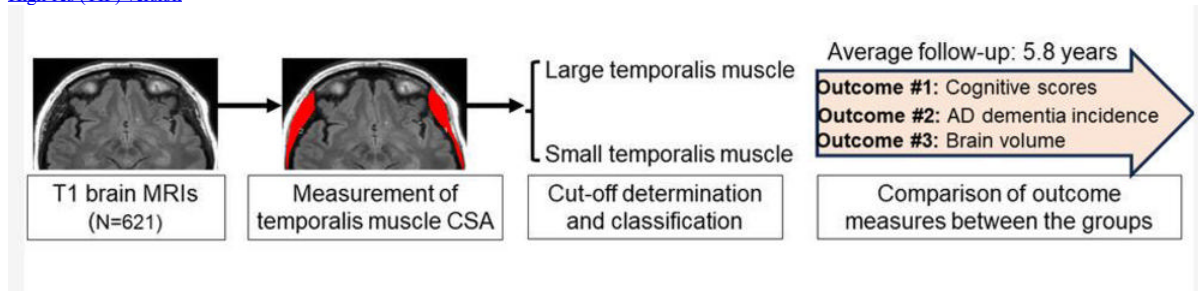 Average follow-up: 5.8 years
Large temporalis muscle
Small temporalis muscle
Outcome #1: Cognitive scores
Outcome #2: AD dementia incidence
Outcome #3: Brain volume
T1 brain MRIs
(N=621)
Measurement of
temporalis muscle CSA
Cut-off determination
and classification
Comparison of outcome
measures between the groups